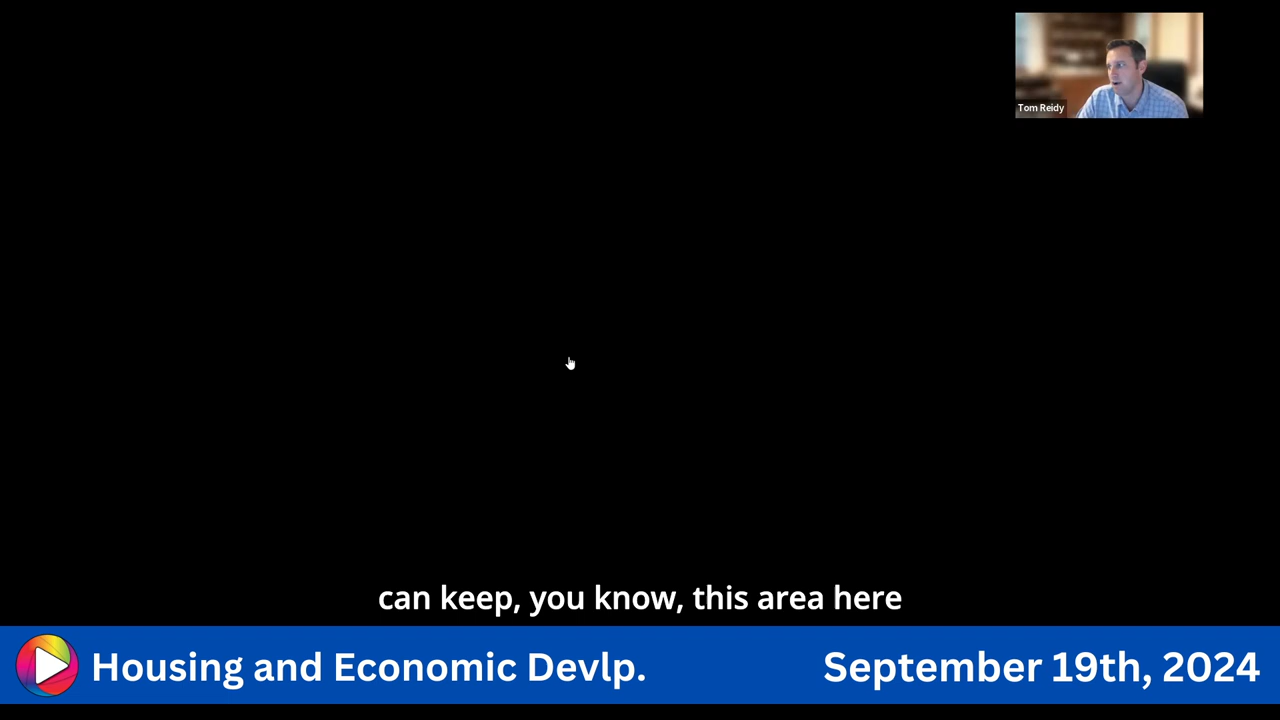 Tom Reidy
can keep, you know, this area here
Housing and Economic Devlp.
September 19th, 2024